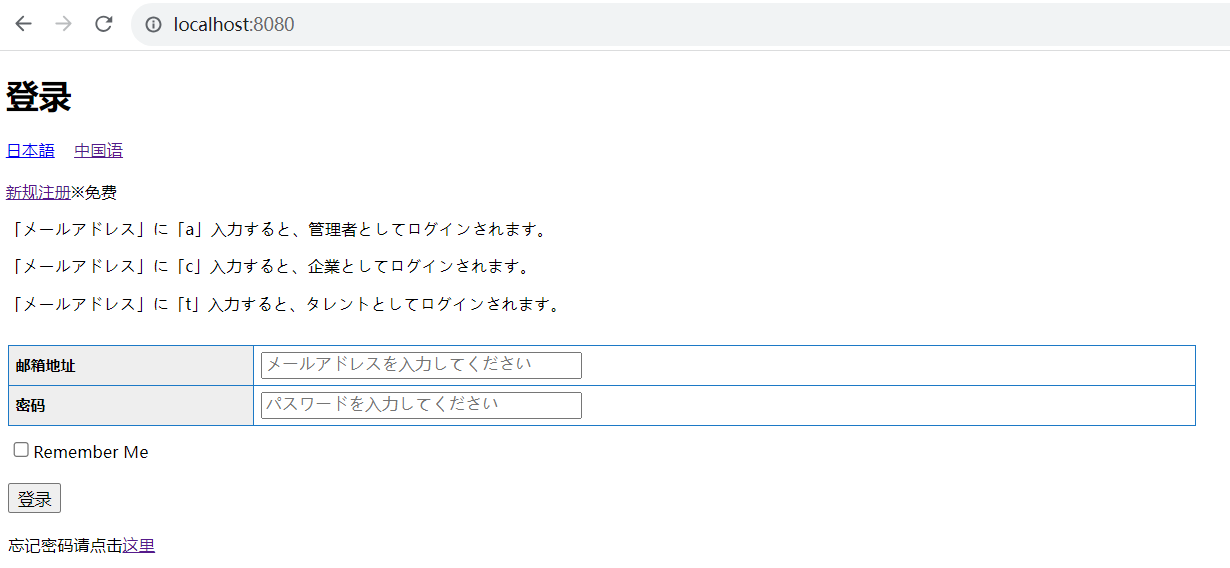 localhost:8080
登录
日本語 中国语
新规注册※免费
「メールアドレス」に「a」入力すると、管理者としてログインされます。
「メールアドレス」に「c」入力すると、企業としてログインされます。
「メールアドレス」に「t」入力すると、タレントとしてログインされます。
邮箱地址 メールアドレスを入力してください
密码 パスワードを入力してください
Remember Me
登录
忘记密码请点击这里